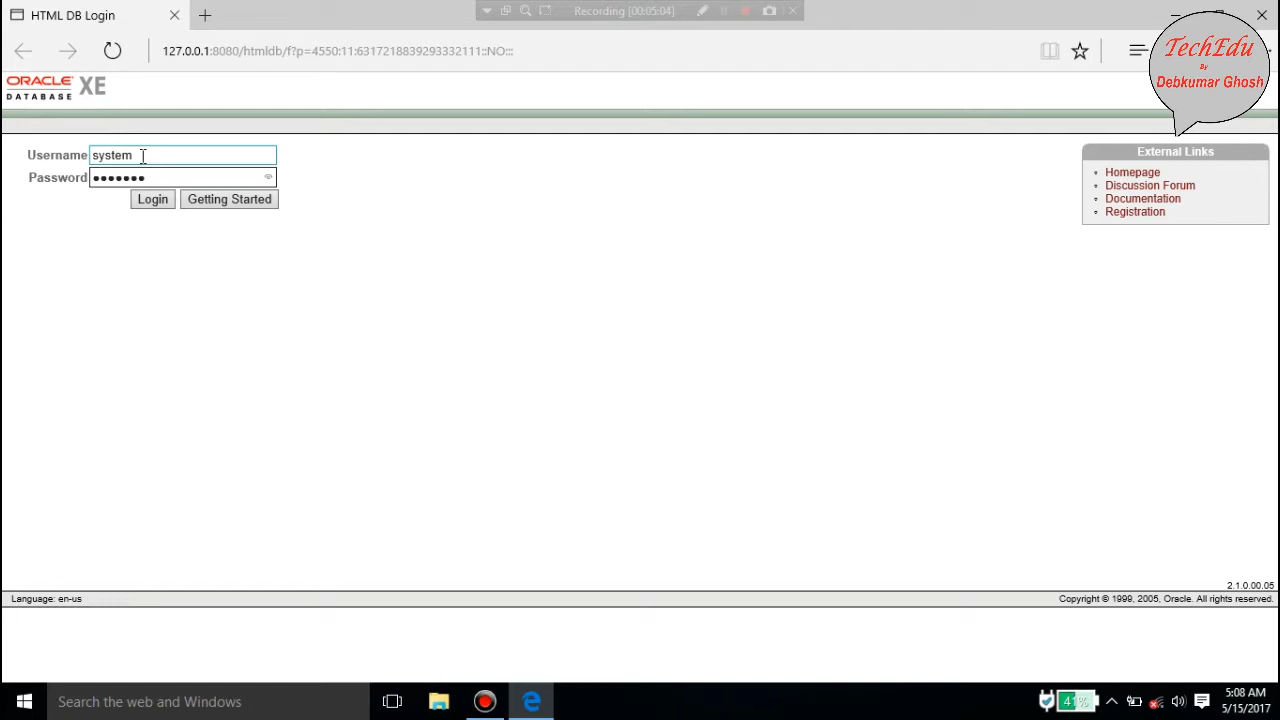 HTML DB Login
Recording [00:05:04]
127.0.0.1:8080/htmldb/f?p=4550:11:6317218839293332111::NO:::
TechEdu
By
Debkumar Ghosh
ORACLE XE
DATABASE
Username system
Password •••••••
Login Getting Started
External Links
Homepage
Discussion Forum
Documentation
Registration
2.1.0.00.05
Language: en-us
Copyright © 1999, 2005, Oracle. All rights reserved.
Search the web and Windows
41%
5:08 AM
5/15/2017